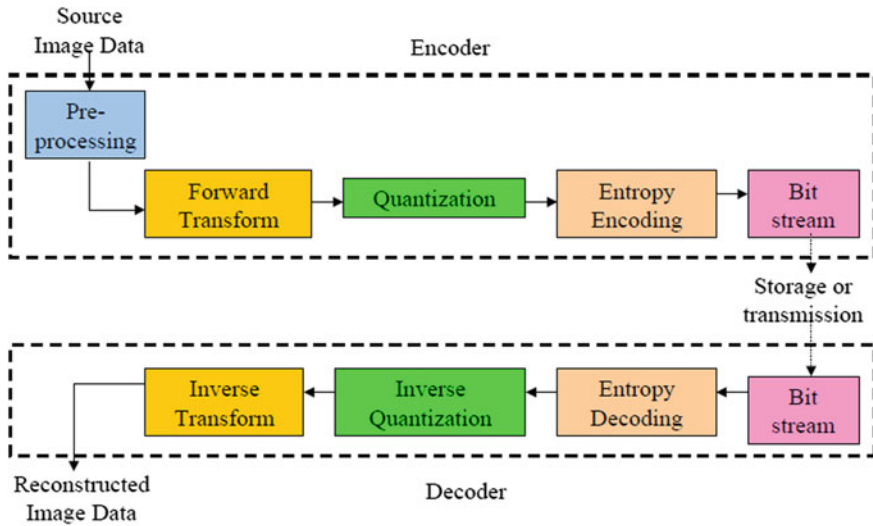 Source
Image Data
Encoder
Pre-
processing
Forward
Transform
Quantization
Entropy
Encoding
Bit
stream
Storage or
transmission
Inverse
Transform
Inverse
Quantization
Entropy
Decoding
Bit
stream
Reconstructed
Image Data
Decoder